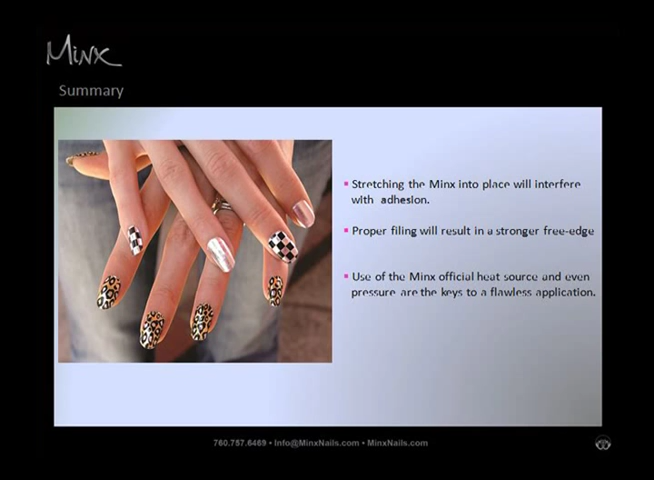 Minx
Summary
Stretching the Minx into place will interfere
with adhesion.
Proper filing will result in a stronger free-edge
Use of the Minx official heat source and even
pressure are the keys to a flawless application.
760.757.6469 • Info@MinxNails.com • MinxNails.com